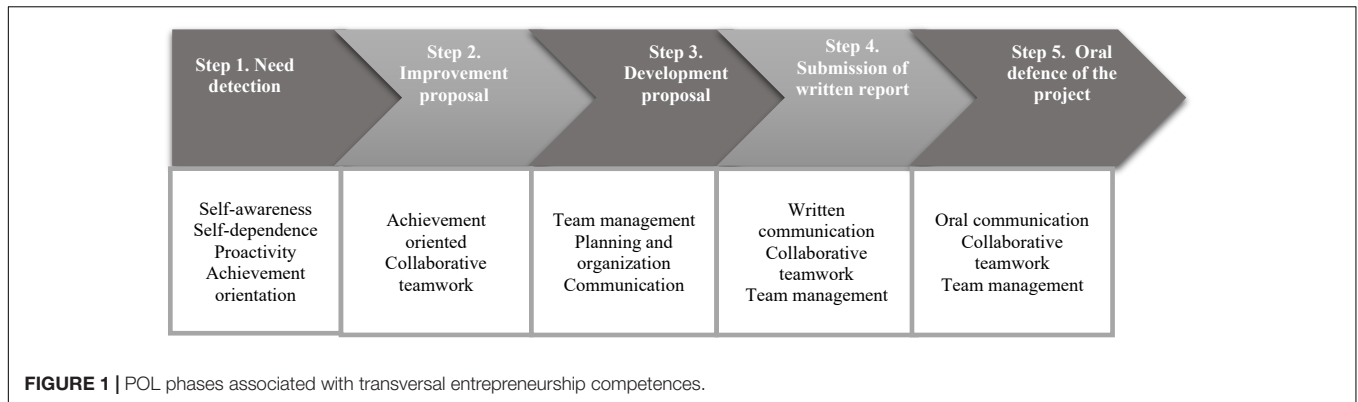 Step 1. Need
detection
Step 2.
Improvement
proposal
Step 3.
Development
proposal
Step 4.
Submission of
written report
Step 5. Oral
defence of the
project
Self-awareness
Self-dependence
Proactivity
Achievement
orientation
Achievement
oriented
Collaborative
teamwork
Team management
Planning and
organization
Communication
Written
communication
Collaborative
teamwork
Team management
Oral communication
Collaborative
teamwork
Team management
FIGURE 1 | POL phases associated with transversal entrepreneurship competences.